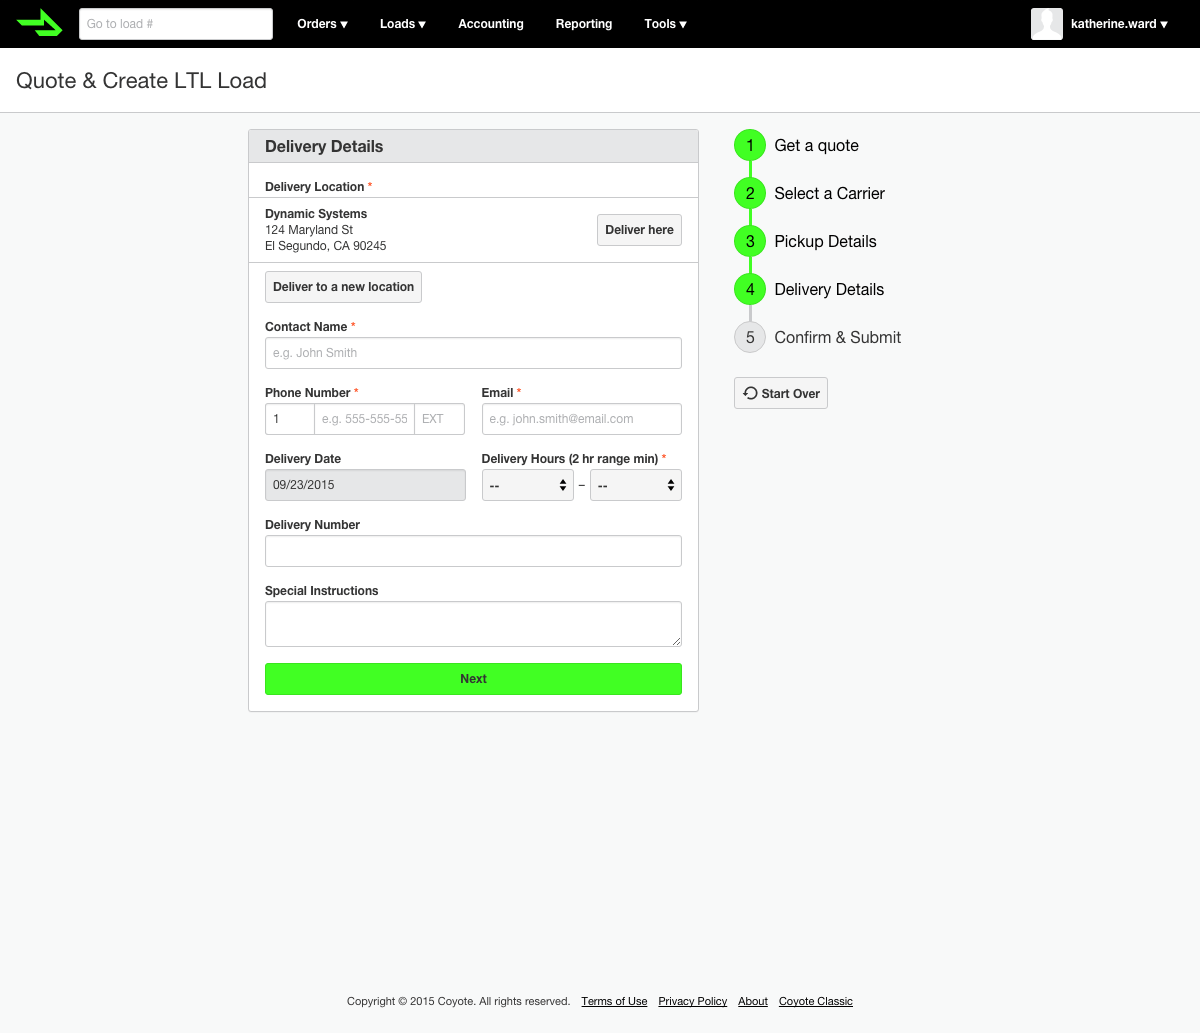 Go to load #
Orders ▼
Loads ▼
Accounting
Reporting
Tools ▼
katherine.ward ▼
Quote & Create LTL Load
Delivery Details
Delivery Location *
Dynamic Systems
124 Maryland St
El Segundo, CA 90245
Deliver here
Deliver to a new location
Contact Name *
e.g. John Smith
Phone Number *
Email *
1
e.g. 555-555-55
EXT
e.g. john.smith@email.com
Delivery Date
Delivery Hours (2 hr range min) *
09/23/2015
-- – --
Delivery Number
Special Instructions
Next
1 Get a quote
2 Select a Carrier
3 Pickup Details
4 Delivery Details
5 Confirm & Submit
Start Over
Copyright © 2015 Coyote. All rights reserved. Terms of Use Privacy Policy About Coyote Classic